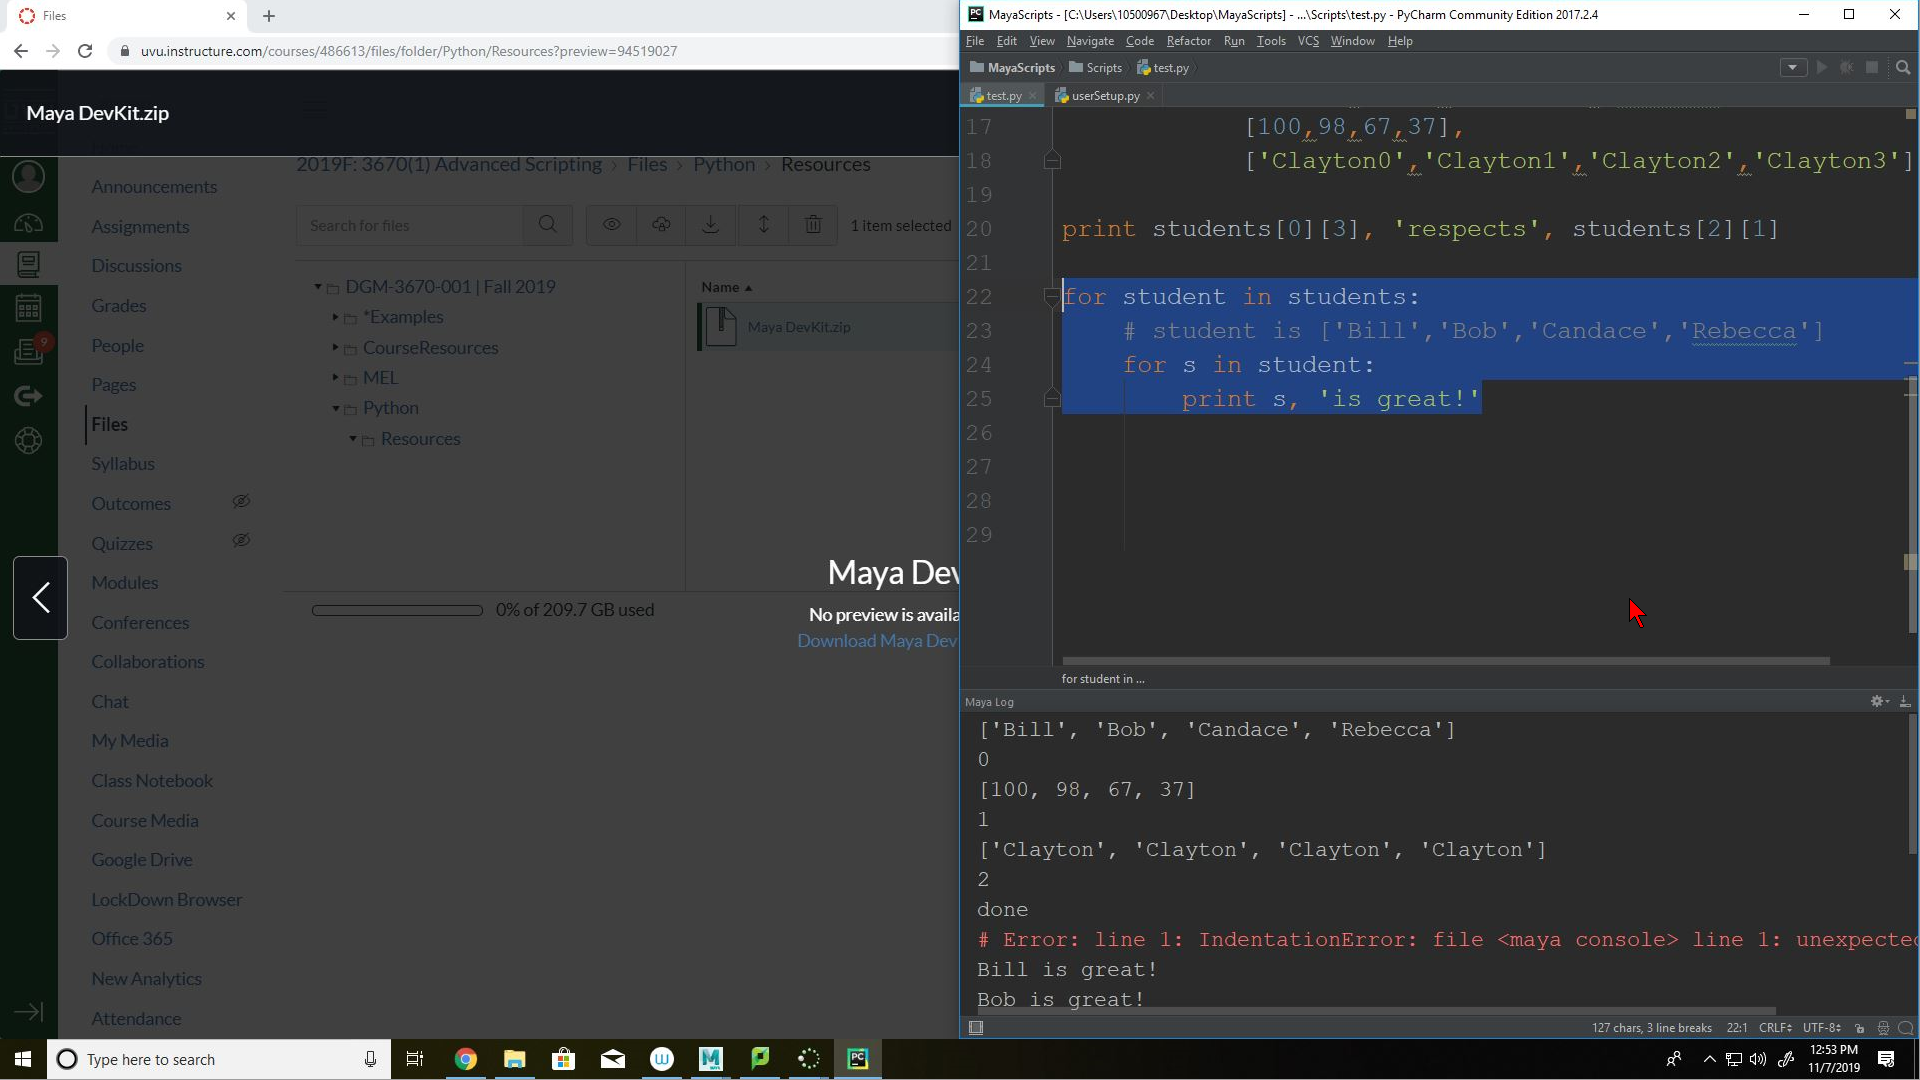 Files
uvu.instructure.com/courses/486613/files/folder/Python/Resources?preview=94519027
Maya DevKit.zip
2019F: 3670(1) Advanced Scripting > Files > Python > Resources
Announcements
Assignments
Discussions
Grades
People
Pages
Files
Syllabus
Outcomes
Quizzes
Modules
Conferences
Collaborations
Chat
My Media
Class Notebook
Course Media
Google Drive
LockDown Browser
Office 365
New Analytics
Attendance
9
Search for files
1 item selected
DGM-3670-001 | Fall 2019
*Examples
CourseResources
MEL
Python
Resources
Name
Maya DevKit.zip
0% of 209.7 GB used
Maya Dev
No preview is availa
Download Maya Dev
PC MayaScripts - [C:\Users\10500967\Desktop\MayaScripts] - ...\Scripts\test.py - PyCharm Community Edition 2017.2.4
File Edit View Navigate Code Refactor Run Tools VCS Window Help
MayaScripts Scripts test.py
test.py userSetup.py
17 [100,98,67,37],
18 ['Clayton0','Clayton1','Clayton2','Clayton3']
19
20 print students[0][3], 'respects', students[2][1]
21
22 for student in students:
23 # student is ['Bill','Bob','Candace','Rebecca']
24 for s in student:
25 print s, 'is great!'
26
27
28
29
for student in ...
Maya Log
['Bill', 'Bob', 'Candace', 'Rebecca']
0
[100, 98, 67, 37]
1
['Clayton', 'Clayton', 'Clayton', 'Clayton']
2
done
# Error: line 1: IndentationError: file <maya console> line 1: unexpected
Bill is great!
Bob is great!
127 chars, 3 line breaks 22:1 CRLF UTF-8
Type here to search
12:53 PM
11/7/2019